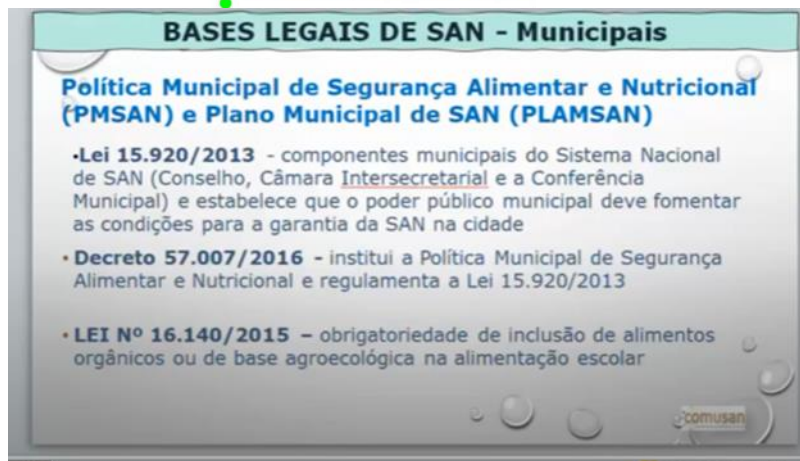 BASES LEGAIS DE SAN - Municipais
Política Municipal de Segurança Alimentar e Nutricional
(PMSAN) e Plano Municipal de SAN (PLAMSAN)
•Lei 15.920/2013 - componentes municipais do Sistema Nacional
de SAN (Conselho, Câmara Intersecretarial e a Conferência
Municipal) e estabelece que o poder público municipal deve fomentar
as condições para a garantia da SAN na cidade
• Decreto 57.007/2016 - institui a Política Municipal de Segurança
Alimentar e Nutricional e regulamenta a Lei 15.920/2013
• LEI Nº 16.140/2015 – obrigatoriedade de inclusão de alimentos
orgânicos ou de base agroecológica na alimentação escolar
comusan